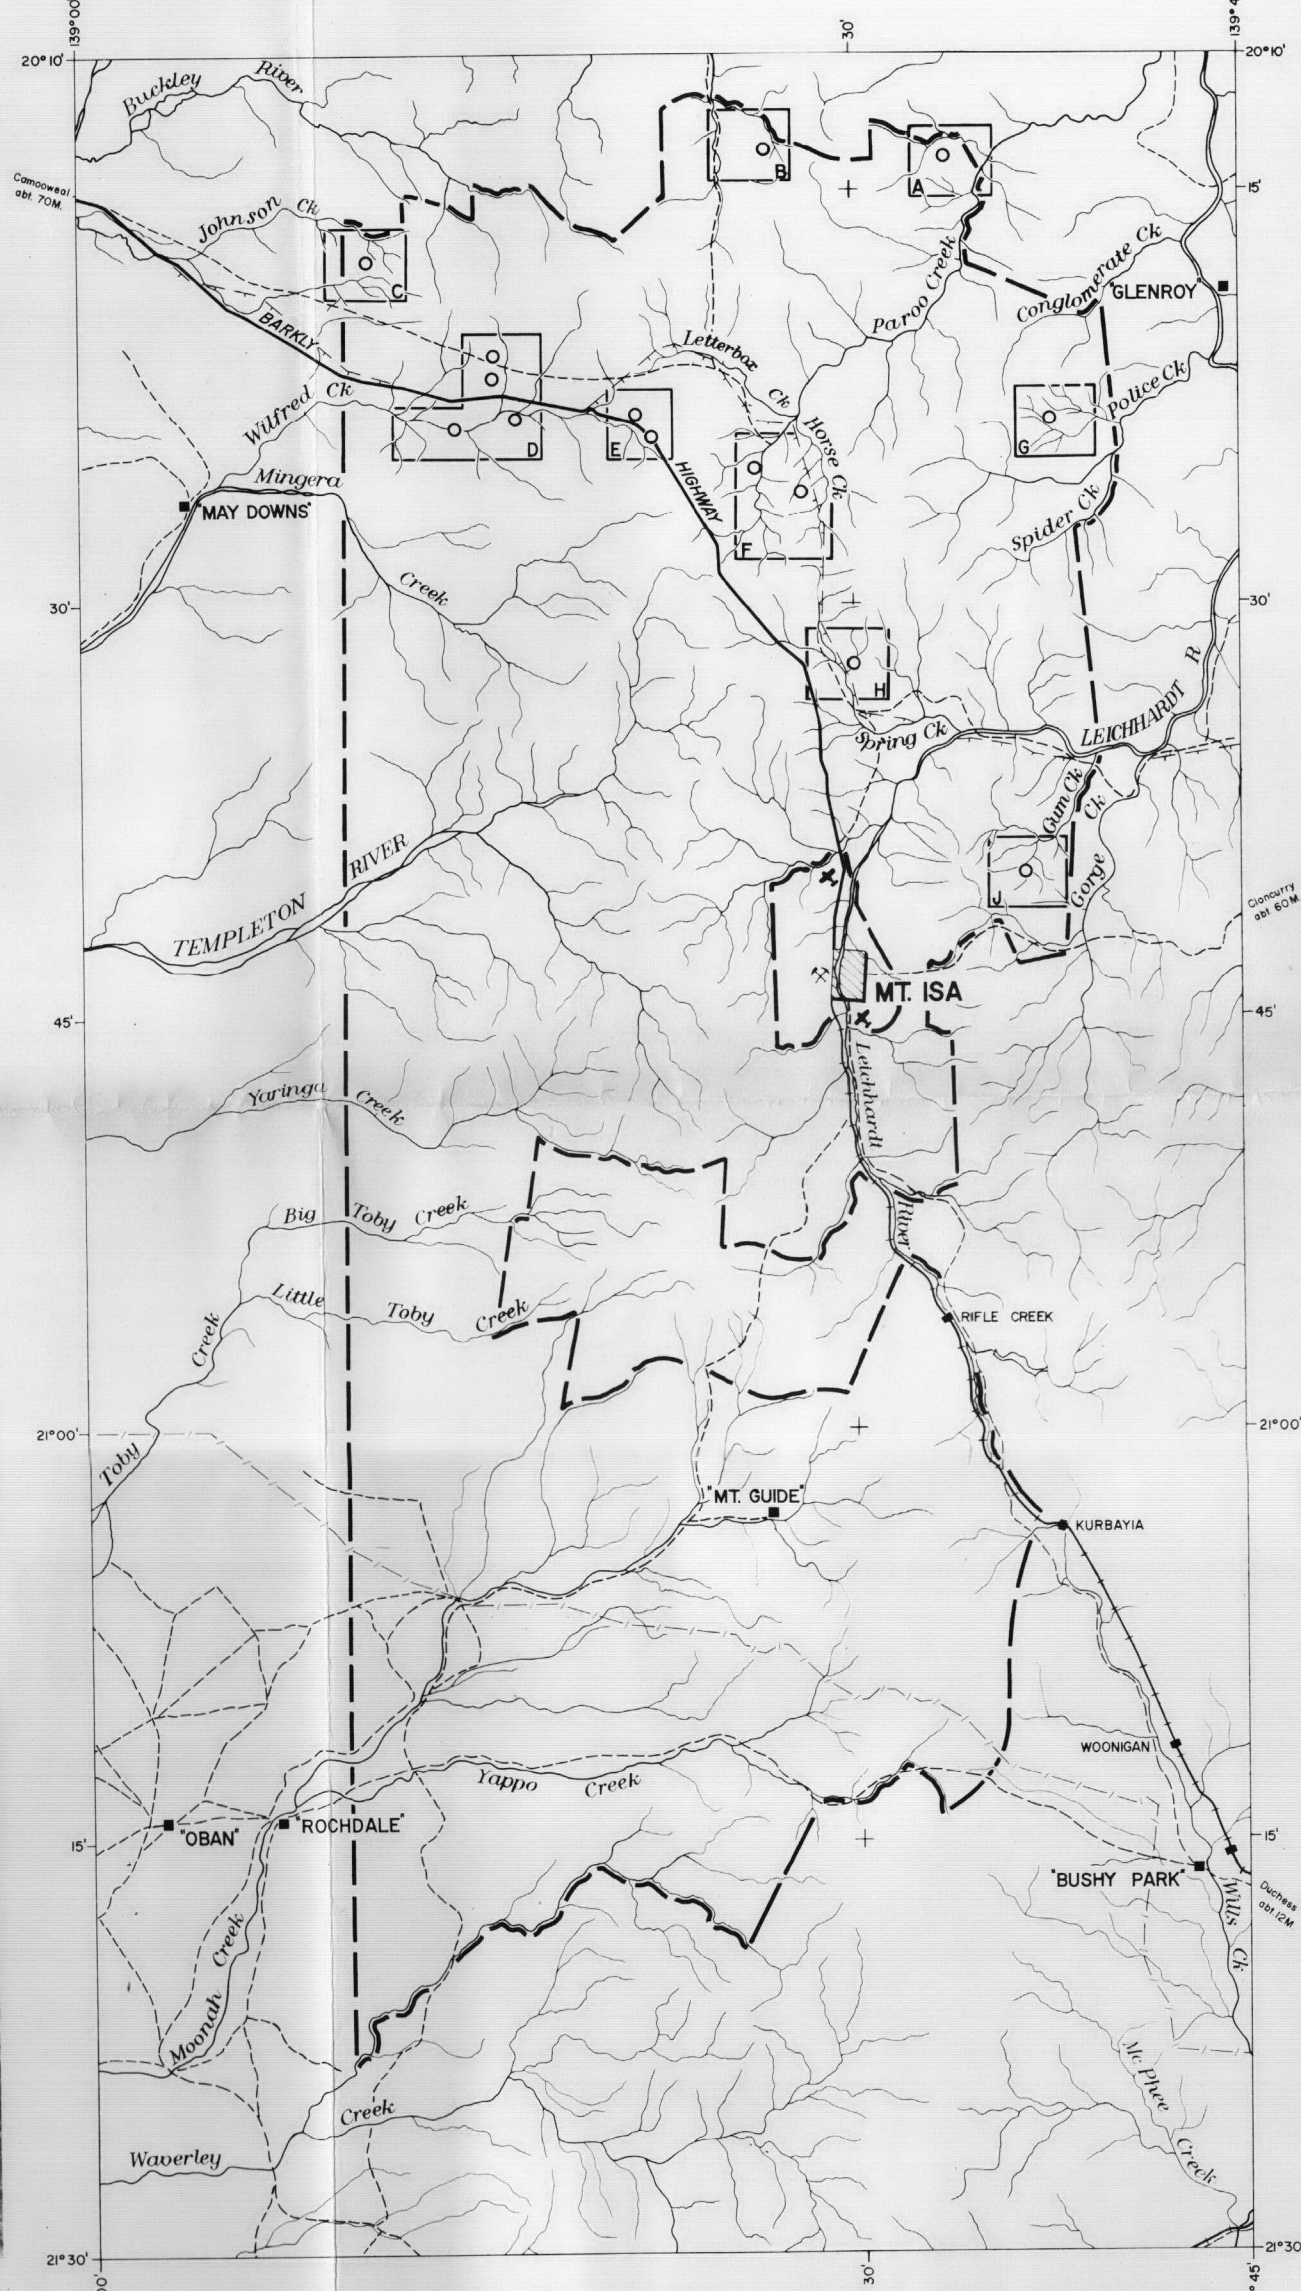 139°00'
30'
139°4
20°10'
20°10'
Buckley River
Camooweal
abt. 70M.
B
A
15'
Johnson Ck
C
Paroo Creek
Conglomerate Ck
"GLENROY"
BARKLY
HIGHWAY
Letterbox Ck
Wilfred Ck
D
E
Horse Ck
G
Police Ck
Mingera
Creek
"MAY DOWNS"
F
Spider Ck
30'
30'
H
Spring Ck
LEICHHARDT R
Gum Ck
TEMPLETON RIVER
J
Gorge Ck
Cloncurry
abt. 60M.
MT. ISA
45'
45'
Leichhardt
River
Yaringa Creek
Big Toby Creek
Little Toby Creek
Toby Creek
RIFLE CREEK
21°00'
21°00'
"MT. GUIDE"
KURBAYIA
WOONIGAN
Yappo Creek
"OBAN"
"ROCHDALE"
15'
15'
"BUSHY PARK"
Duchess
abt. 12M.
Wills Ck
Moonah Creek
Mc Phee Creek
Waverley Creek
21°30'
21°30
00'
30'
°45'